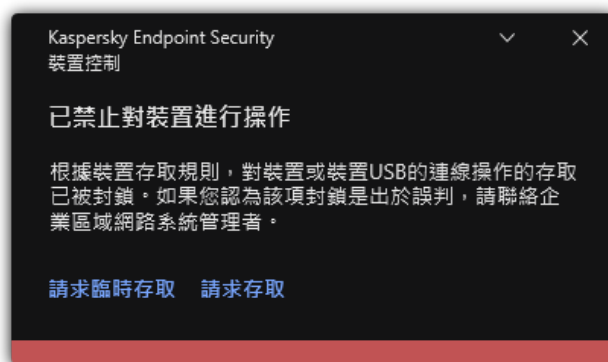 Kaspersky Endpoint Security
裝置控制
已禁止對裝置進行操作
根據裝置存取規則，對裝置或裝置USB的連線操作的存取
已被封鎖。如果您認為該項封鎖是出於誤判，請聯絡企
業區域網路系統管理者。
請求臨時存取 請求存取